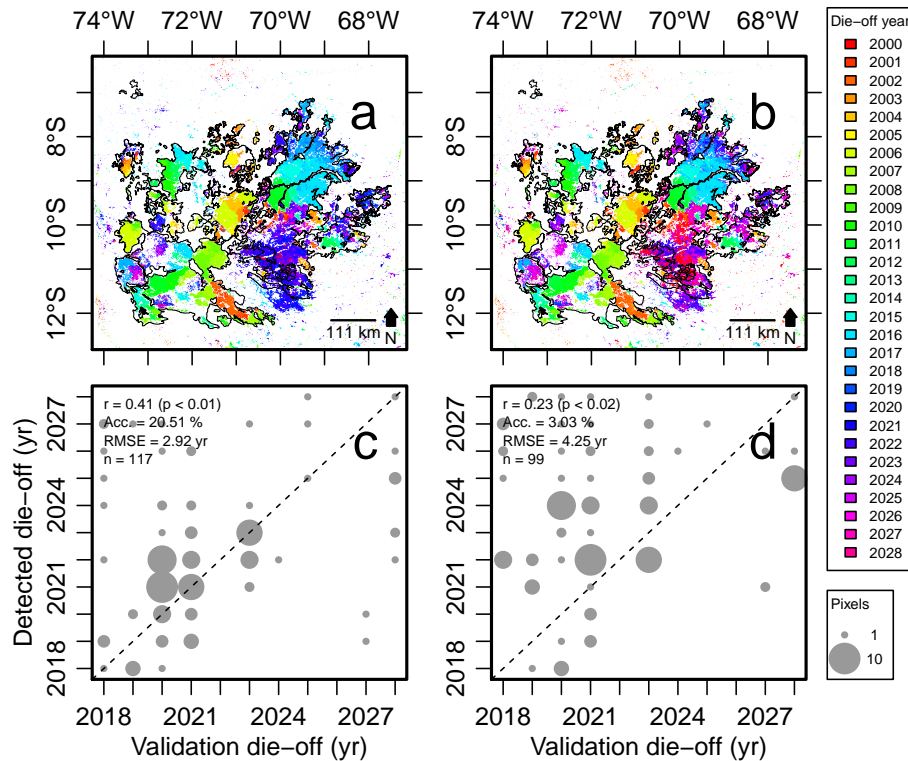 74°W 70°W 68°W
74°W 70°W 68°W
Die−off year
2000
2001
2002
2003
2004
2005
2006
2007
2008
2009
2010
2011
2012
2013
2014
2015
2016
2017
2018
2019
2020
2021
2022
2023
2024
2025
2026
2027
2028
8°S
10°S
12°S
a
111 km
N
b
111 km
N
Detected die−off (yr)
2018 2021 2024 2027
r = 0.41 (p < 0.01)
Acc. = 20.51 %
RMSE = 2.92 yr
n = 117
c
2018 2021 2024 2027
Validation die−off (yr)
2018 2021 2024 2027
r = 0.23 (p < 0.02)
Acc. = 3.03 %
RMSE = 4.25 yr
n = 99
d
2018 2021 2024 2027
Validation die−off (yr)
8°S
10°S
12°S
Pixels
1
10